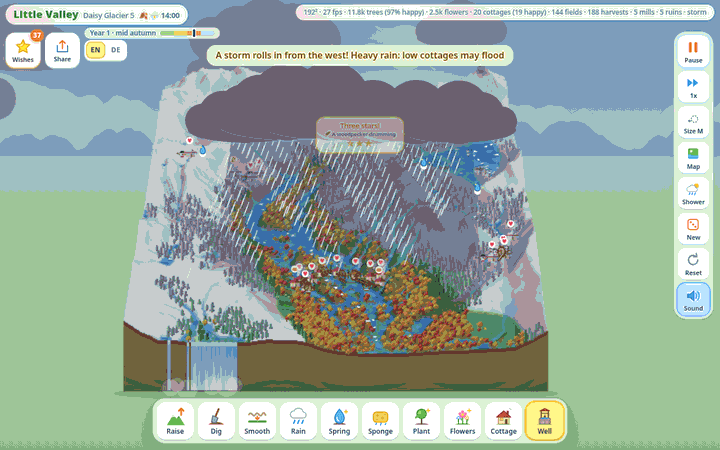 Little Valley Daisy Glacier 5 14:00
192² · 27 fps · 11.8k trees (97% happy) · 2.5k flowers · 20 cottages (19 happy) · 144 fields · 188 harvests · 5 mills · 5 ruins · storm
37
Wishes
Share
Year 1 · mid autumn
EN DE
A storm rolls in from the west! Heavy rain: low cottages may flood
Three stars!
A woodpecker drumming
Pause
1x
Size M
Map
Shower
New
Reset
Sound
Raise Dig Smooth Rain Spring Sponge Plant Flowers Cottage Well